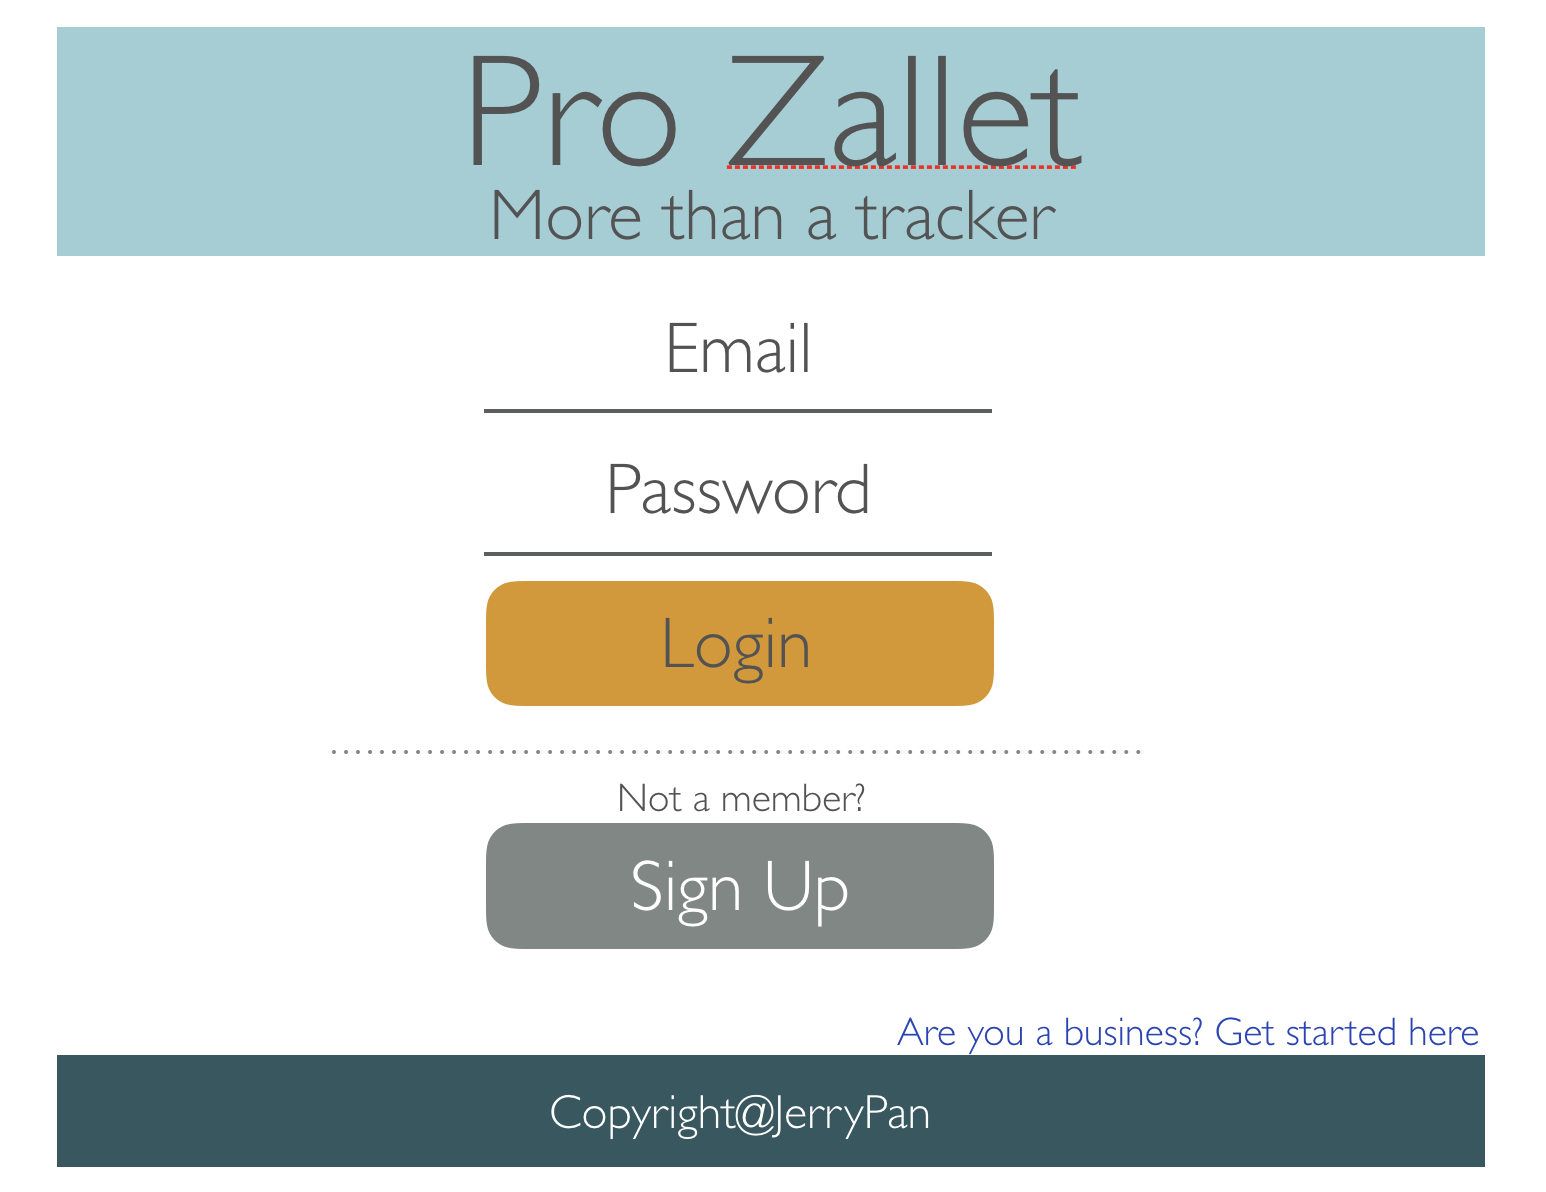 Pro Zallet
More than a tracker
Email
Password
Login
Not a member?
Sign Up
Are you a business? Get started here
Copyright@JerryPan